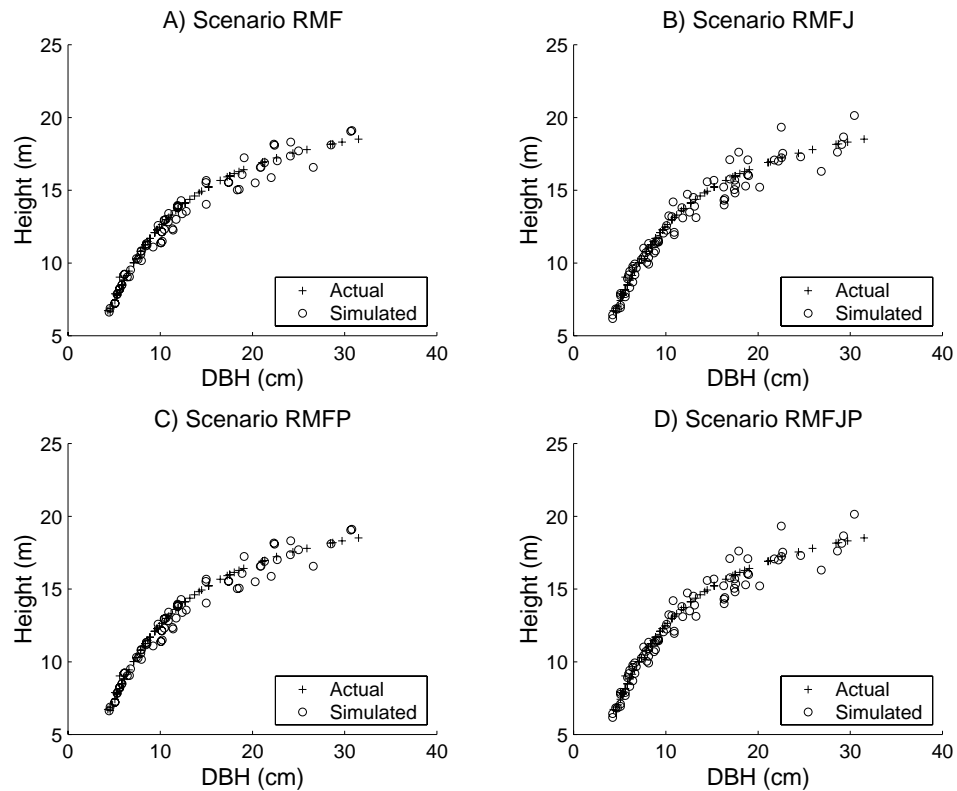 A) Scenario RMF
25
20
15
10
5
0
10
20
30
40
Height (m)
DBH (cm)
Actual
Simulated
B) Scenario RMFJ
25
20
15
10
5
0
10
20
30
40
Height (m)
DBH (cm)
Actual
Simulated
C) Scenario RMFP
25
20
15
10
5
0
10
20
30
40
Height (m)
DBH (cm)
Actual
Simulated
D) Scenario RMFJP
25
20
15
10
5
0
10
20
30
40
Height (m)
DBH (cm)
Actual
Simulated